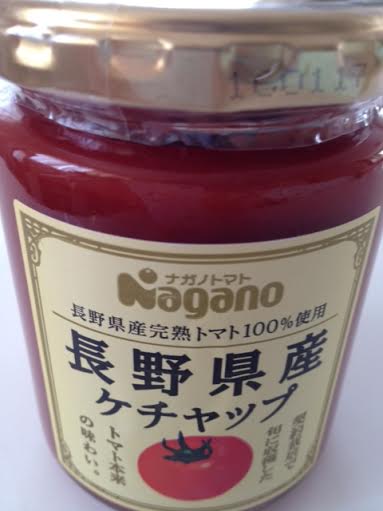 ナガノトマト
Nagano
長野県産完熟トマト100%使用
長野県産
ケチャップ
トマト本来
の味わい。